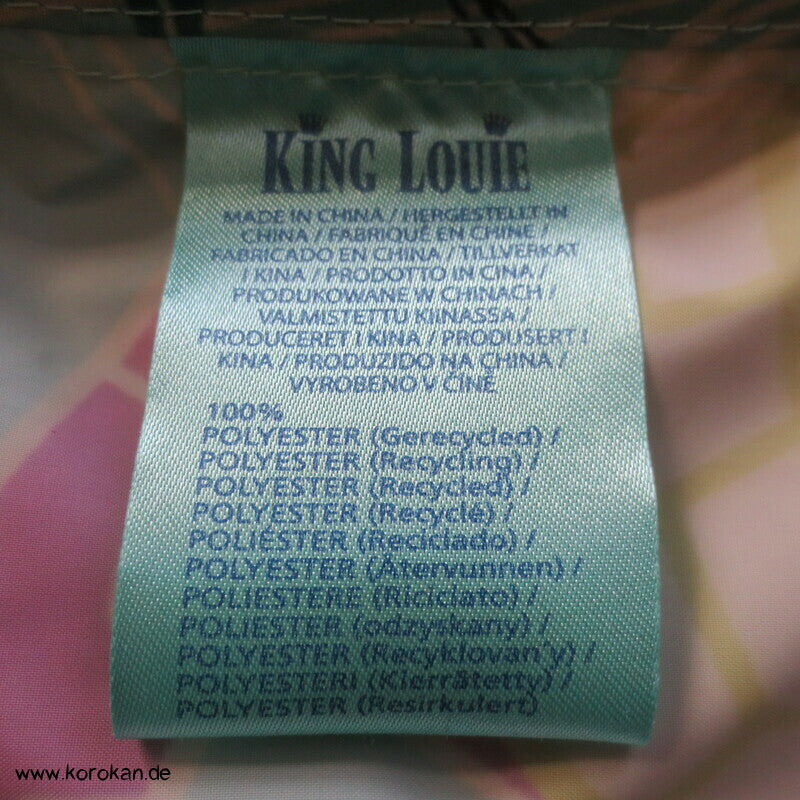 KING LOUIE
MADE IN CHINA / HERGESTELLT IN
CHINA / FABRIQUÉ EN CHINE /
FABRICADO EN CHINA / TILLVERKAT
I KINA / PRODOTTO IN CINA /
PRODUKOWANE W CHINACH /
VALMISTETTU KIINASSA /
PRODUCERET I KINA / PRODUSERT I
KINA / PRODUZIDO NA CHINA /
VYROBENO V ČÍNĚ
100%
POLYESTER (Gerecycled) /
POLYESTER (Recycling) /
POLYESTER (Recycled) /
POLYESTER (Recyclé) /
POLIÉSTER (Reciclado) /
POLYESTER (Återvunnen) /
POLIESTERE (Riciclato) /
POLIESTER (odzyskany) /
POLYESTER (Recyklovan'y) /
POLYESTERI (Kierrätetty) /
POLYESTER (Resirkulert)
www.korokan.de